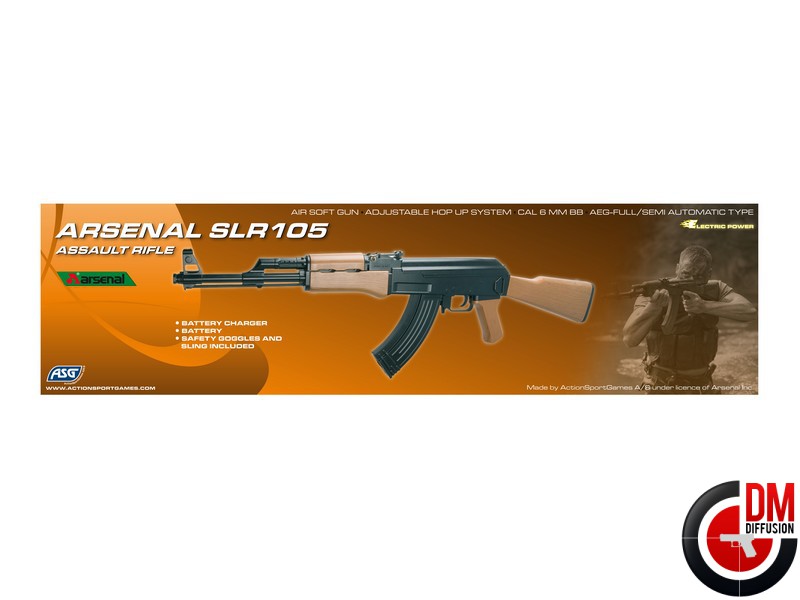 AIR SOFT GUN · ADJUSTABLE HOP UP SYSTEM · CAL 6 MM BB · AEG-FULL/SEMI AUTOMATIC TYPE
ELECTRIC POWER
ARSENAL SLR105
ASSAULT RIFLE
arsenal
• BATTERY CHARGER
• BATTERY
• SAFETY GOGGLES AND
SLING INCLUDED
ASG
WWW.ACTIONSPORTGAMES.COM
Made by ActionSportGames A/S under licence of Arsenal Inc.
DM
DIFFUSION